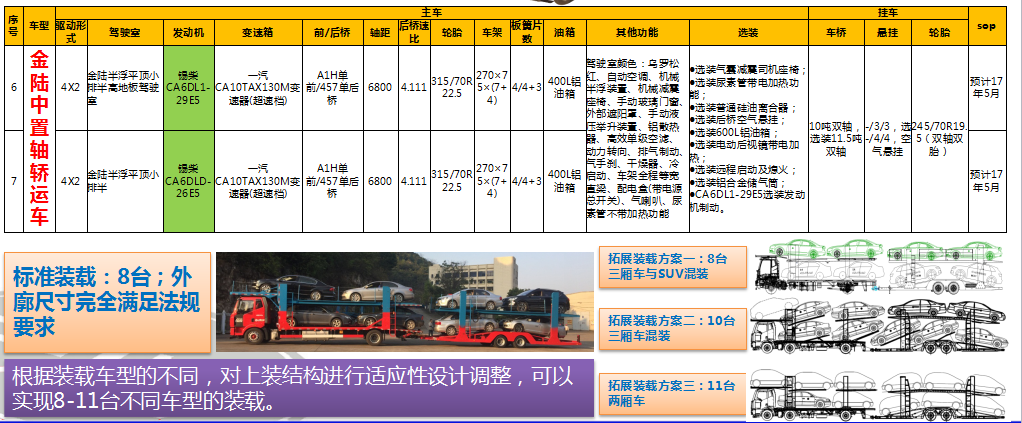 序号
车型
主车
挂车
sop
驱动形式
驾驶室
发动机
变速箱
前/后桥
轴距
后桥速比
轮胎
车架
板簧片数
油箱
其他功能
选装
车桥
悬挂
轮胎
金陆中置轴轿运车
6
4X2
金陆半浮平顶小排半高地板驾驶室
锡柴
CA6DL1-
29E5
一汽
CA10TAX130M变
速器(超速档)
A1H单
前/457单后
桥
6800
4.111
315/70R
22.5
270×7
5×(7+
4)
4/4+3
400L铝
油箱
驾驶室颜色：乌罗松
红、自动空调、机械
半浮装置、机械减震
座椅、手动玻璃门窗、
外部遮阳罩、手动液
压举升装置、铝散热
器、高效单级空滤、
动力转向、排气制动、
气手刹、干燥器、冷
启动、车架全程等宽
直梁、配电盒(带电源
总开关)、气喇叭、尿
素管不带加热功能
●选装气囊减震司机座椅；
●选装尿素管带电加热功
能；
●选装普通硅油离合器；
●选装后桥空气悬挂；
●选装600L铝油箱；
●选装电动后视镜带电加
热；
●选装远程启动及熄火；
●选装铝合金储气筒；
●CA6DL1-29E5选装发动
机制动。
10吨双轴，
选装11.5吨
双轴
-/3/3，选
-/4/4，空
气悬挂
245/70R19.
5（双轴双
胎）
预计17
年5月
7
4X2
金陆半浮平顶小
排半
锡柴
CA6DLD-
26E5
一汽
CA10TAX130M变
速器(超速档)
A1H单
前/457单后
桥
6800
4.111
315/70R
22.5
270×7
5×(7+
4)
4/4+3
400L铝
油箱
预计17
年5月
标准装载：8台；外
廓尺寸完全满足法规
要求
拓展装载方案一：8台
三厢车与SUV混装
拓展装载方案二：10台
三厢车混装
拓展装载方案三：11台
两厢车
根据装载车型的不同，对上装结构进行适应性设计调整，可以
实现8-11台不同车型的装载。